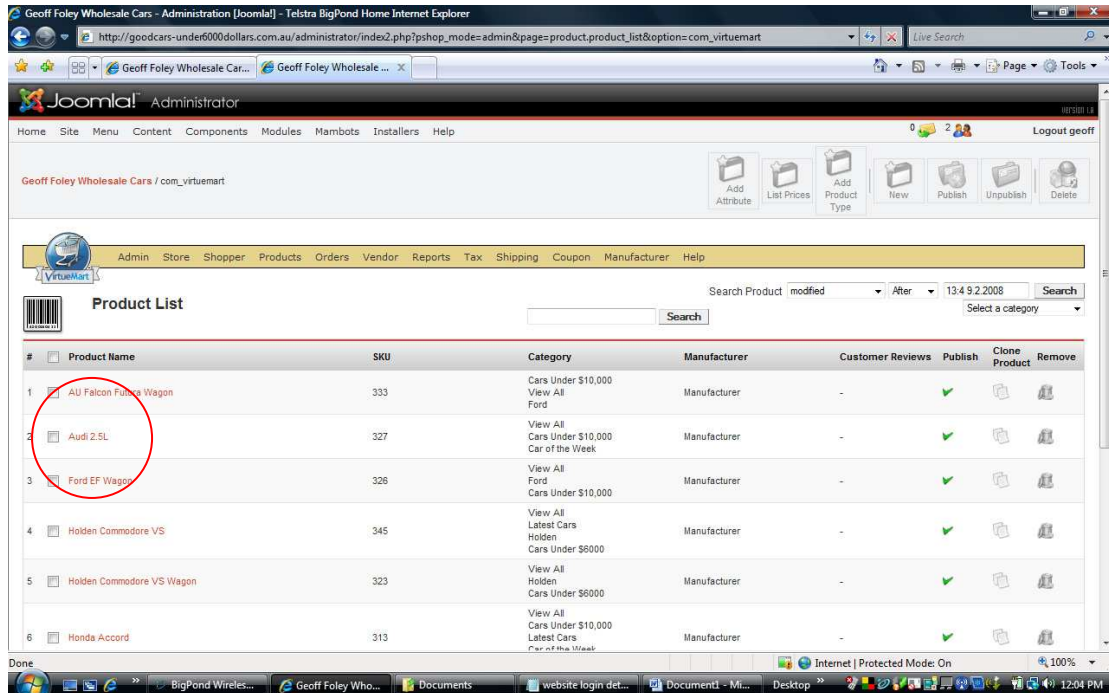 Geoff Foley Wholesale Cars - Administration [Joomla!] - Telstra BigPond Home Internet Explorer
http://goodcars-under6000dollars.com.au/administrator/index2.php?pshop_mode=admin&page=product.product_list&option=com_virtuemart
Live Search
Geoff Foley Wholesale Car...
Geoff Foley Wholesale ...
Page
Tools
Joomla! Administrator
version 1.0
Home Site Menu Content Components Modules Mambots Installers Help
0 2
Logout geoff
Geoff Foley Wholesale Cars / com_virtuemart
Add Attribute
List Prices
Add Product Type
New
Publish
Unpublish
Delete
VirtueMart
Admin Store Shopper Products Orders Vendor Reports Tax Shipping Coupon Manufacturer Help
Product List
Search Product modified After 13:4 9.2.2008 Search
Search
Select a category
# Product Name SKU Category Manufacturer Customer Reviews Publish Clone Product Remove
1 AU Falcon Futura Wagon 333 Cars Under $10,000 Manufacturer -
View All
Ford
2 Audi 2.5L 327 View All Manufacturer -
Cars Under $10,000
Car of the Week
3 Ford EF Wagon 326 View All Manufacturer -
Ford
Cars Under $10,000
4 Holden Commodore VS 345 View All Manufacturer -
Latest Cars
Holden
Cars Under $6000
5 Holden Commodore VS Wagon 323 View All Manufacturer -
Holden
Cars Under $6000
6 Honda Accord 313 View All Manufacturer -
Cars Under $10,000
Latest Cars
Car of the Week
Done
Internet | Protected Mode: On
100%
BigPond Wireles...
Geoff Foley Who...
Documents
website login det...
Document1 - Mi...
Desktop
12:04 PM